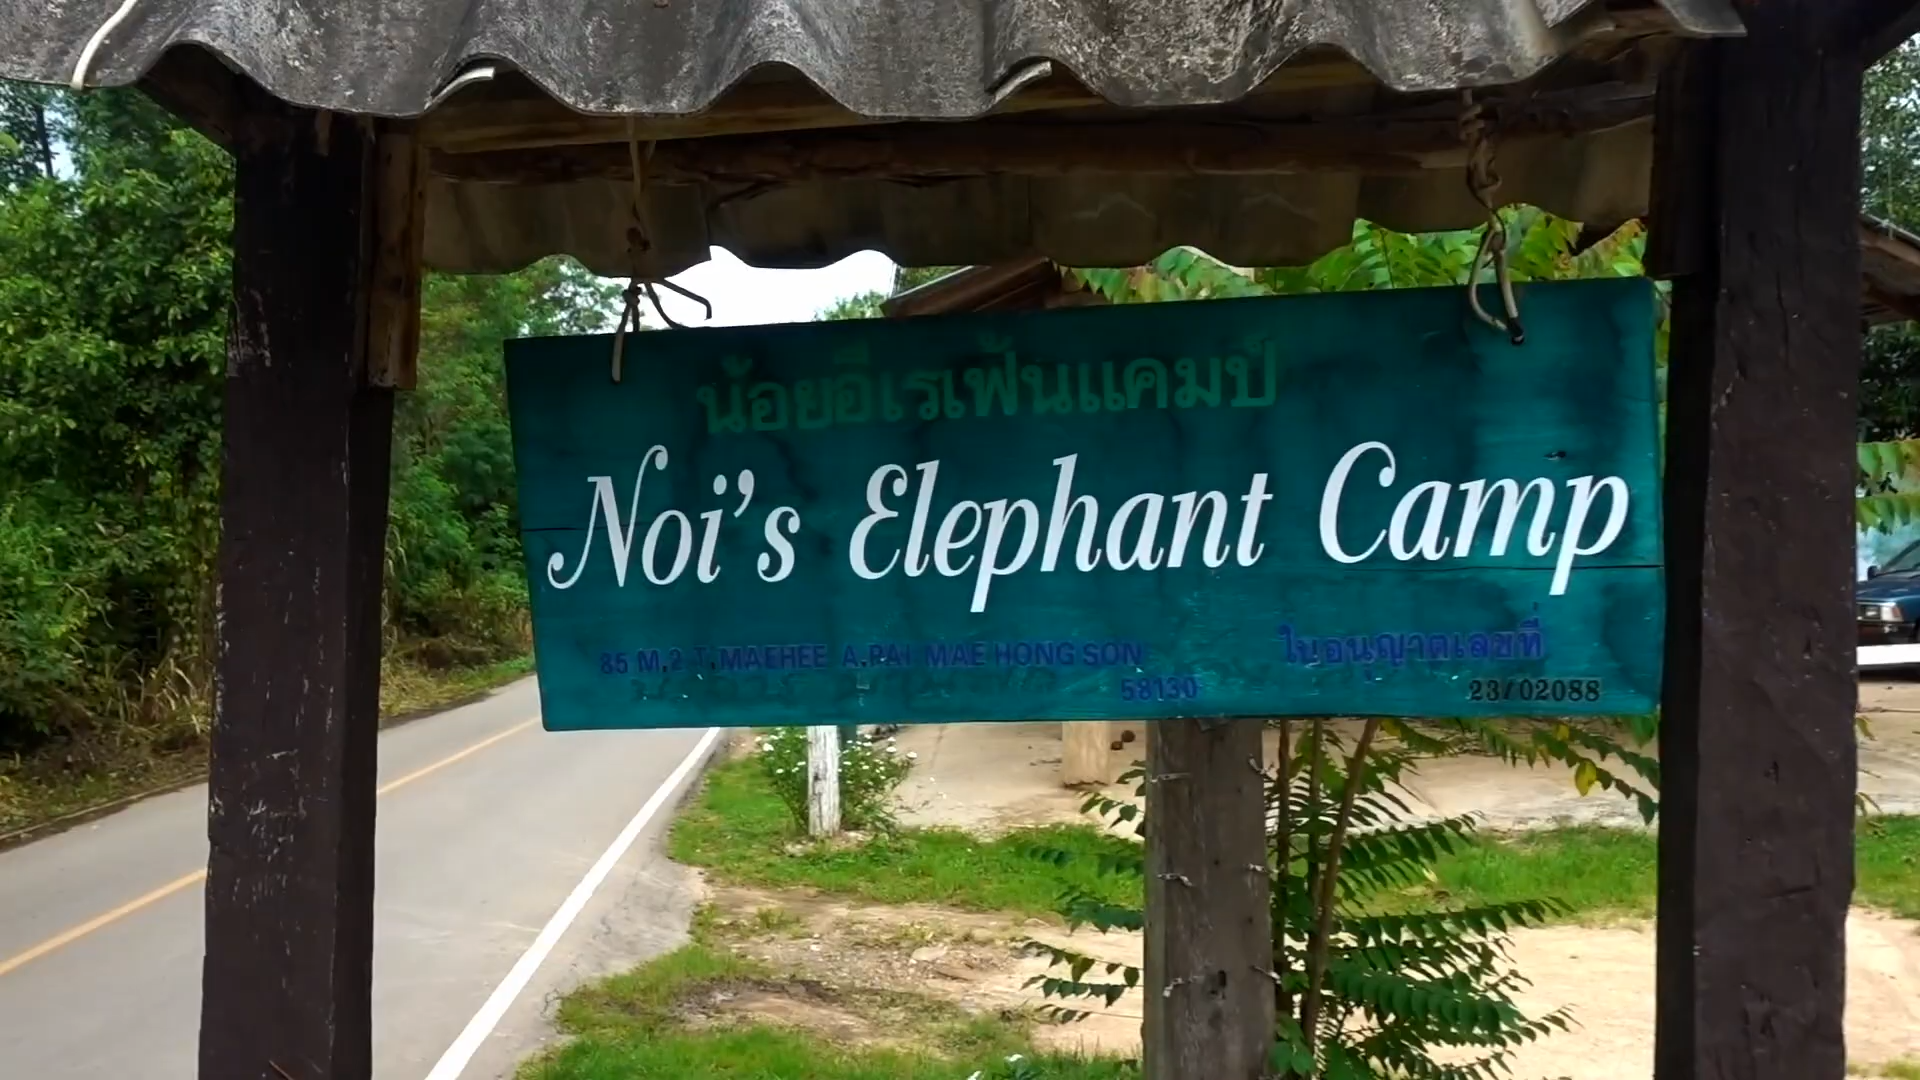 น้อยอีเรเฟ้นแคมป์
Noi's Elephant Camp
85 M.2 T.MAEHEE A.PAI MAE HONG SON
58130
ใบอนุญาตเลขที่
23/02088